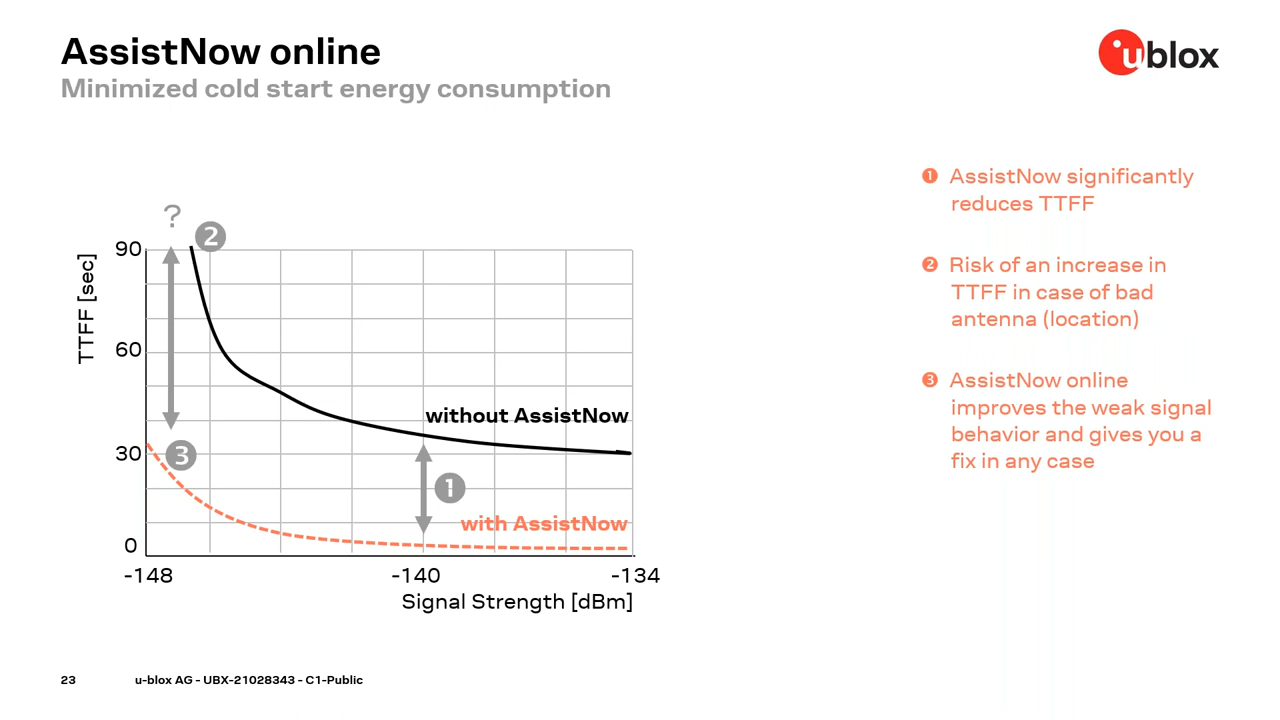 AssistNow online
Minimized cold start energy consumption
ublox
❶ AssistNow significantly
reduces TTFF
❷ Risk of an increase in
TTFF in case of bad
antenna (location)
❸ AssistNow online
improves the weak signal
behavior and gives you a
fix in any case
?
2
90
60
30
0
TTFF [sec]
without AssistNow
3
1
with AssistNow
-148
-140
-134
Signal Strength [dBm]
23
u-blox AG - UBX-21028343 - C1-Public